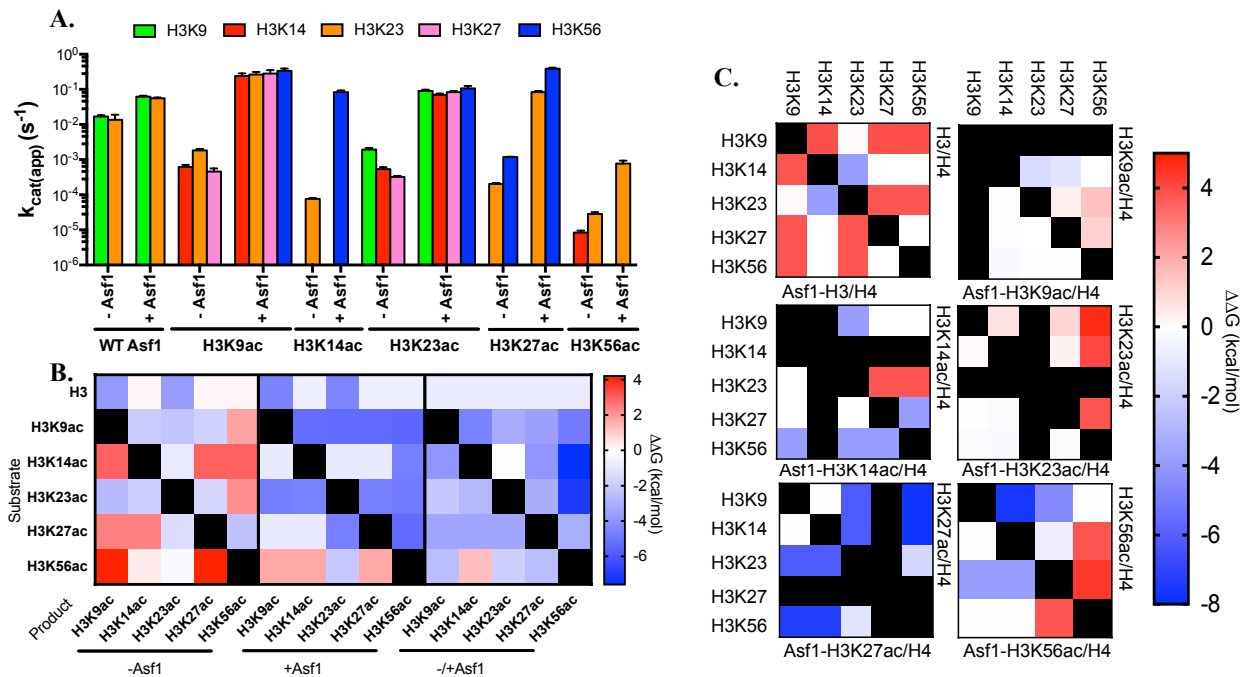 A.
H3K9 H3K14 H3K23 H3K27 H3K56
kcat(app) (s⁻¹)
10⁰
10⁻¹
10⁻²
10⁻³
10⁻⁴
10⁻⁵
10⁻⁶
- Asf1 + Asf1 - Asf1 + Asf1 - Asf1 + Asf1 - Asf1 + Asf1 - Asf1 + Asf1 - Asf1 + Asf1
WT Asf1 H3K9ac H3K14ac H3K23ac H3K27ac H3K56ac
B.
Substrate
H3
H3K9ac
H3K14ac
H3K23ac
H3K27ac
H3K56ac
Product
H3K9ac H3K14ac H3K23ac H3K27ac H3K56ac H3K9ac H3K14ac H3K23ac H3K27ac H3K56ac H3K9ac H3K14ac H3K23ac H3K27ac H3K56ac
-Asf1 +Asf1 -/+Asf1
4
2
0
-2
-4
-6
ΔΔG (kcal/mol)
C.
H3K9 H3K14 H3K23 H3K27 H3K56 H3K9 H3K14 H3K23 H3K27 H3K56
H3K9
H3K14
H3K23
H3K27
H3K56
H3/H4
H3K9ac/H4
Asf1-H3/H4 Asf1-H3K9ac/H4
H3K9
H3K14
H3K23
H3K27
H3K56
H3K14ac/H4
H3K23ac/H4
Asf1-H3K14ac/H4 Asf1-H3K23ac/H4
H3K9
H3K14
H3K23
H3K27
H3K56
H3K27ac/H4
H3K56ac/H4
Asf1-H3K27ac/H4 Asf1-H3K56ac/H4
4
2
0
-2
-4
-6
-8
ΔΔG (kcal/mol)